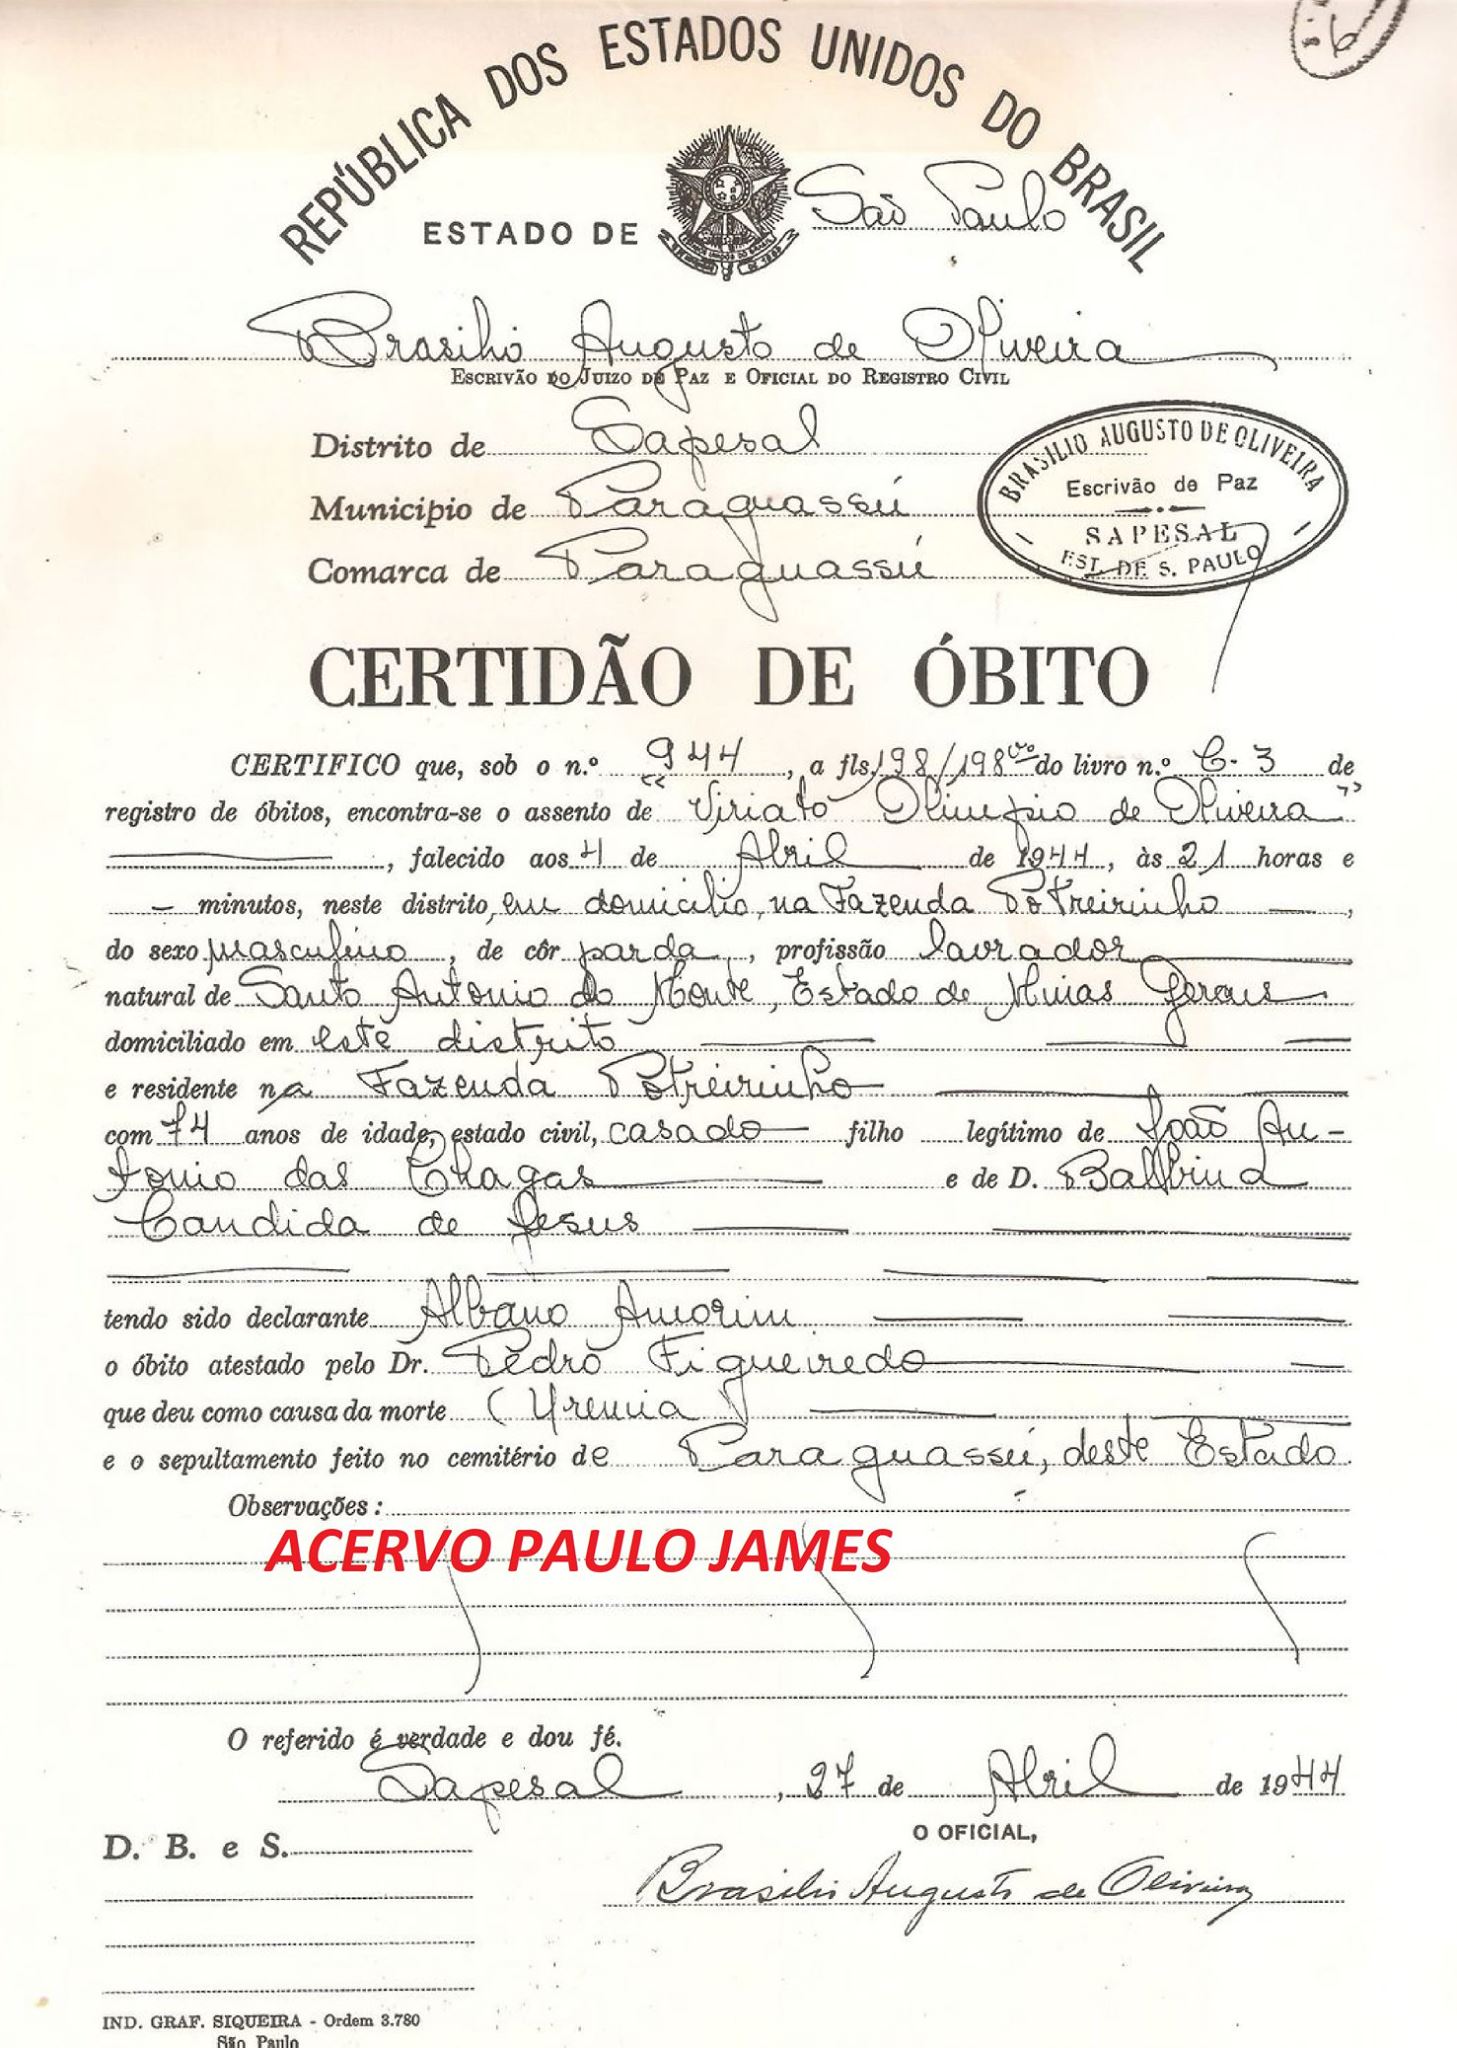 REPÚBLICA DOS ESTADOS UNIDOS DO BRASIL
ESTADO DE São Paulo
Brasilio Augusto de Oliveira
ESCRIVÃO DO JUIZO DE PAZ E OFICIAL DO REGISTRO CIVIL
Distrito de Sapesal
Municipio de Paraguassú
Comarca de Paraguassú
BRASILIO AUGUSTO DE OLIVEIRA
Escrivão de Paz
SAPESAL
EST. DE S. PAULO
CERTIDÃO DE ÓBITO
CERTIFICO que, sob o n.º 944, a fls. 198/198vo do livro n.º C-3 de
registro de óbitos, encontra-se o assento de "Viriato Olimpio de Oliveira"
, falecido aos 4 de Abril de 1944, às 21 horas e
- minutos, neste distrito, em domicilio, na Fazenda Potreirinho —,
do sexo masculino, de côr parda, profissão lavrador
natural de Santo Antonio do Monte, Estado de Minas Gerais
domiciliado em este distrito
e residente na Fazenda Potreirinho
com 74 anos de idade, estado civil, casado filho legítimo de João An-
tonio das Chagas e de D. Balbina
Candida de Jesus
tendo sido declarante Albano Amorim
o óbito atestado pelo Dr. Pedro Figueiredo
que deu como causa da morte (Uremia)
e o sepultamento feito no cemitério de Paraguassú, deste Estado.
Observações:
ACERVO PAULO JAMES
O referido é verdade e dou fé.
Sapesal, 27 de Abril de 1944
O OFICIAL,
D. B. e S.
Brasilio Augusto de Oliveira
IND. GRAF. SIQUEIRA - Ordem 3.780
São Paulo